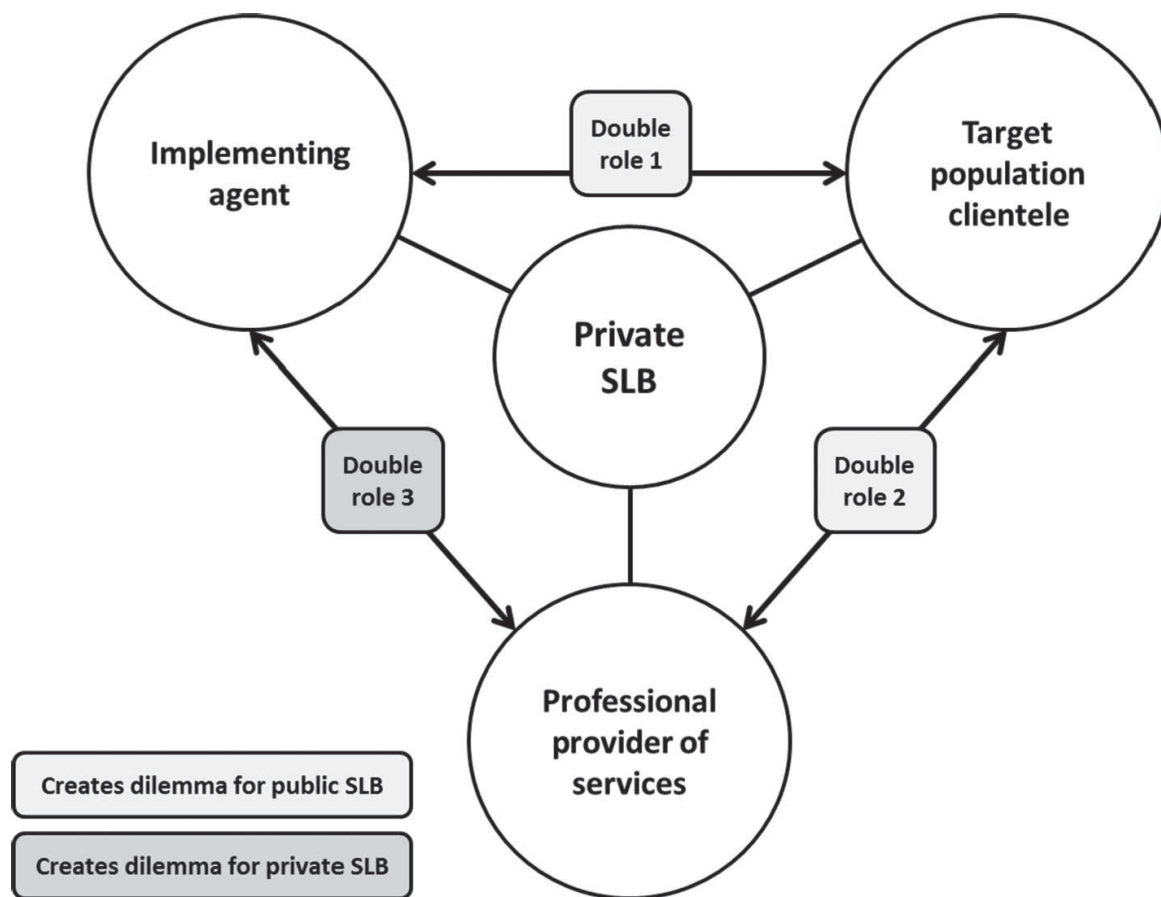 Implementing
agent
Double
role 1
Target
population
clientele
Private
SLB
Double
role 3
Double
role 2
Professional
provider of
services
Creates dilemma for public SLB
Creates dilemma for private SLB